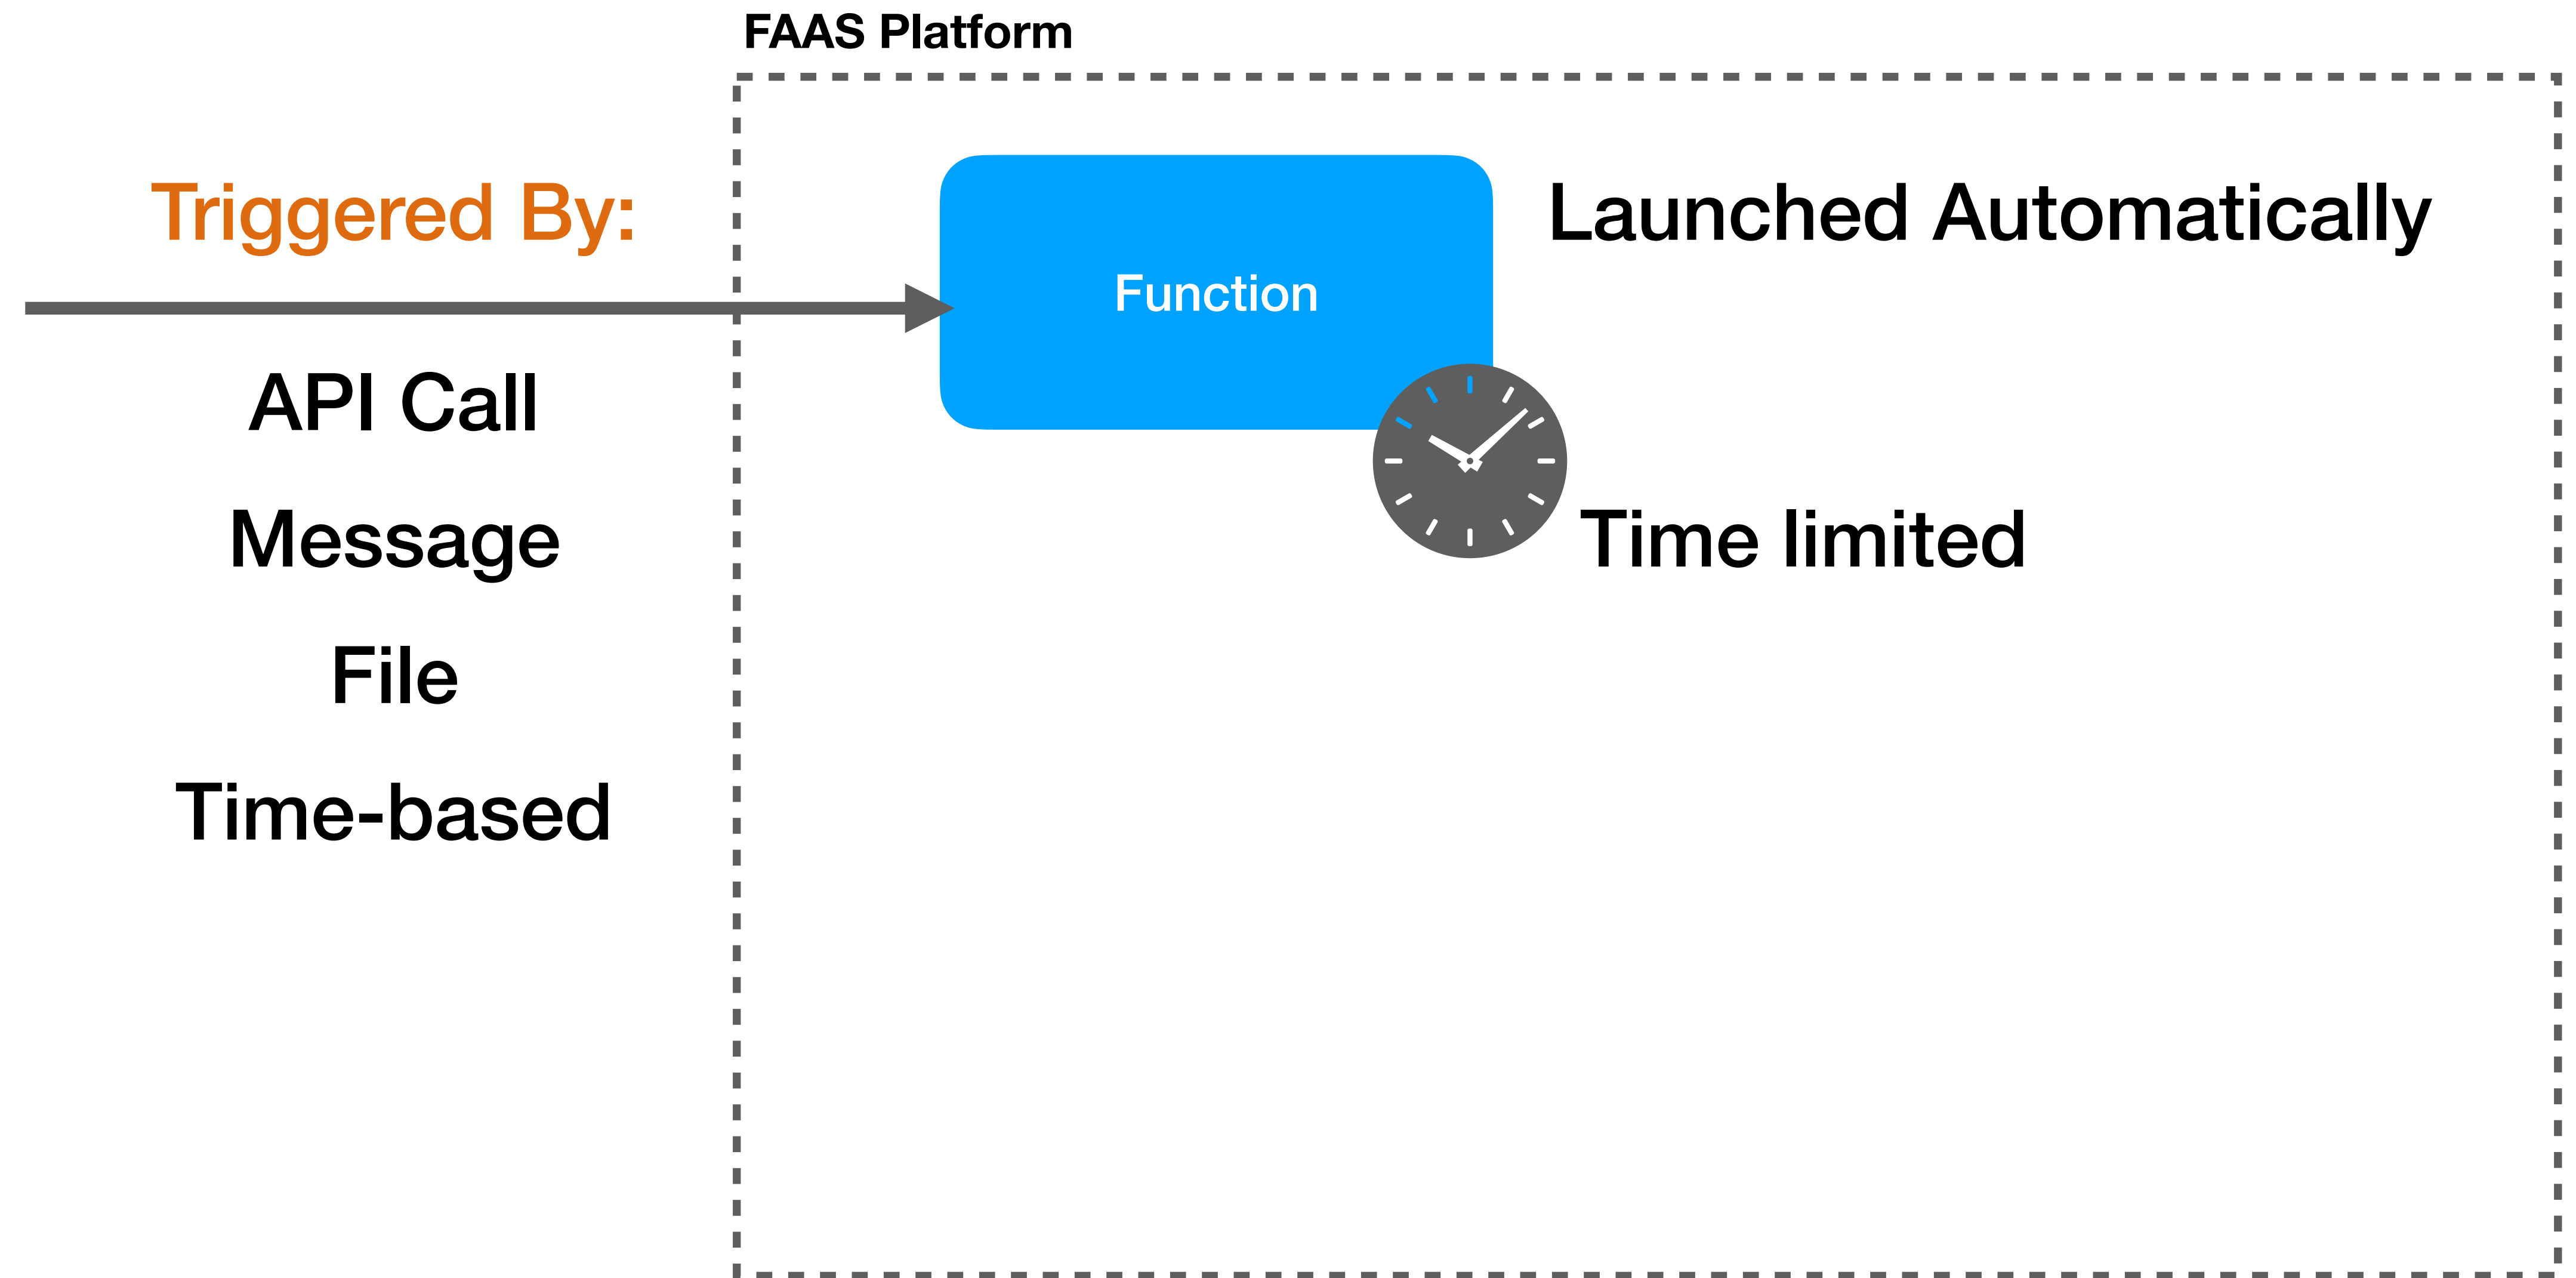 FAAS Platform
Triggered By:
Function
Launched Automatically
API Call
Message
Time limited
File
Time-based